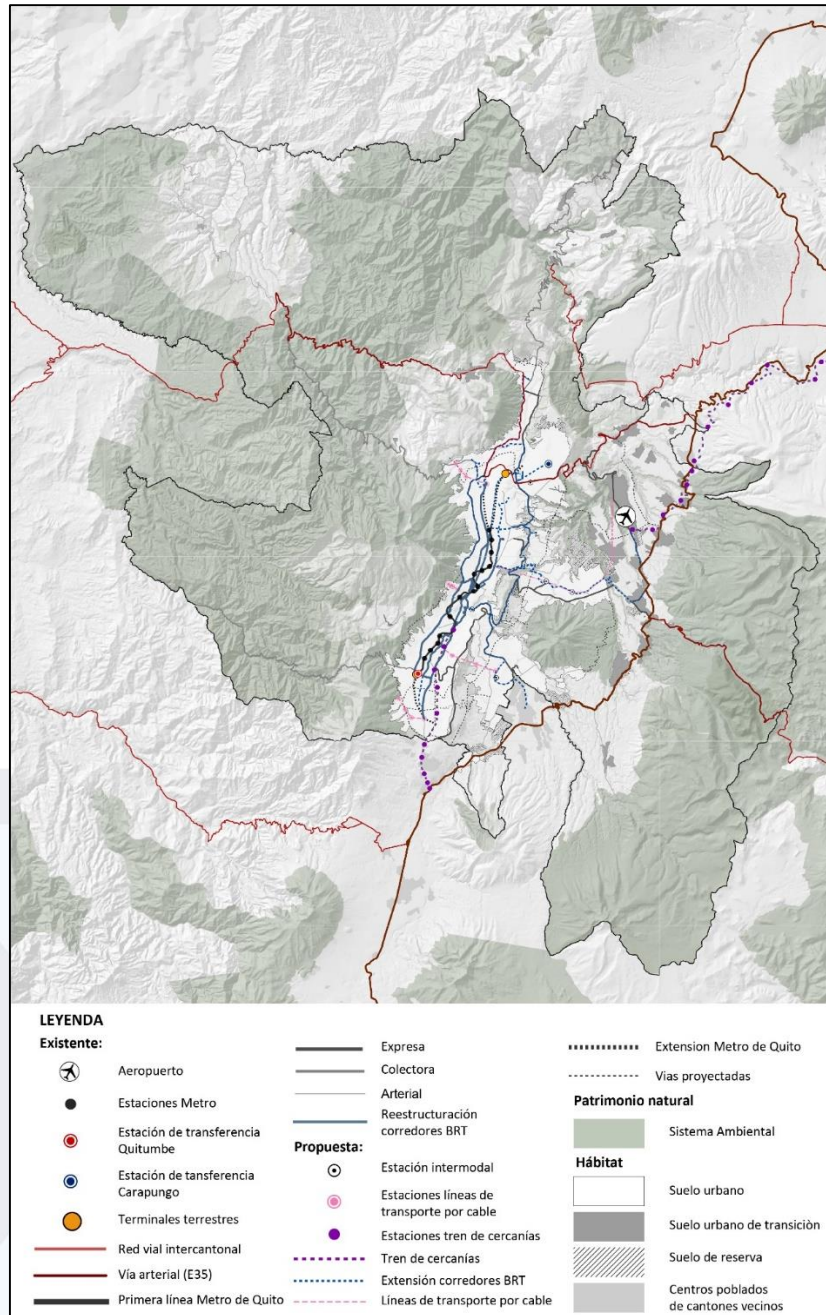 LEYENDA
Existente:
Aeropuerto
Estaciones Metro
Estación de transferencia
Quitumbe
Estación de tansferencia
Carapungo
Terminales terrestres
Red vial intercantonal
Vía arterial (E35)
Primera línea Metro de Quito
Expresa
Colectora
Arterial
Reestructuración
corredores BRT
Propuesta:
Estación intermodal
Estaciones líneas de
transporte por cable
Estaciones tren de cercanías
Tren de cercanías
Extensión corredores BRT
Líneas de transporte por cable
Extension Metro de Quito
Vias proyectadas
Patrimonio natural
Sistema Ambiental
Hábitat
Suelo urbano
Suelo urbano de transiciòn
Suelo de reserva
Centros poblados
de cantones vecinos